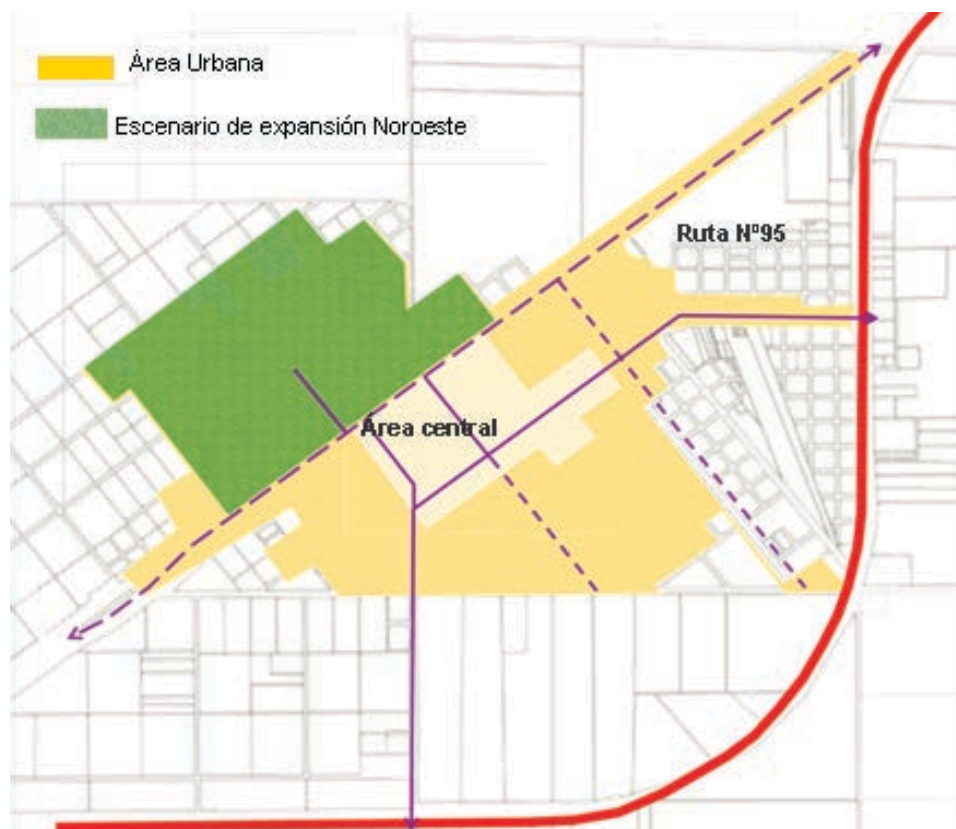 Área Urbana
Escenario de expansión Noroeste
Ruta Nº95
Área central